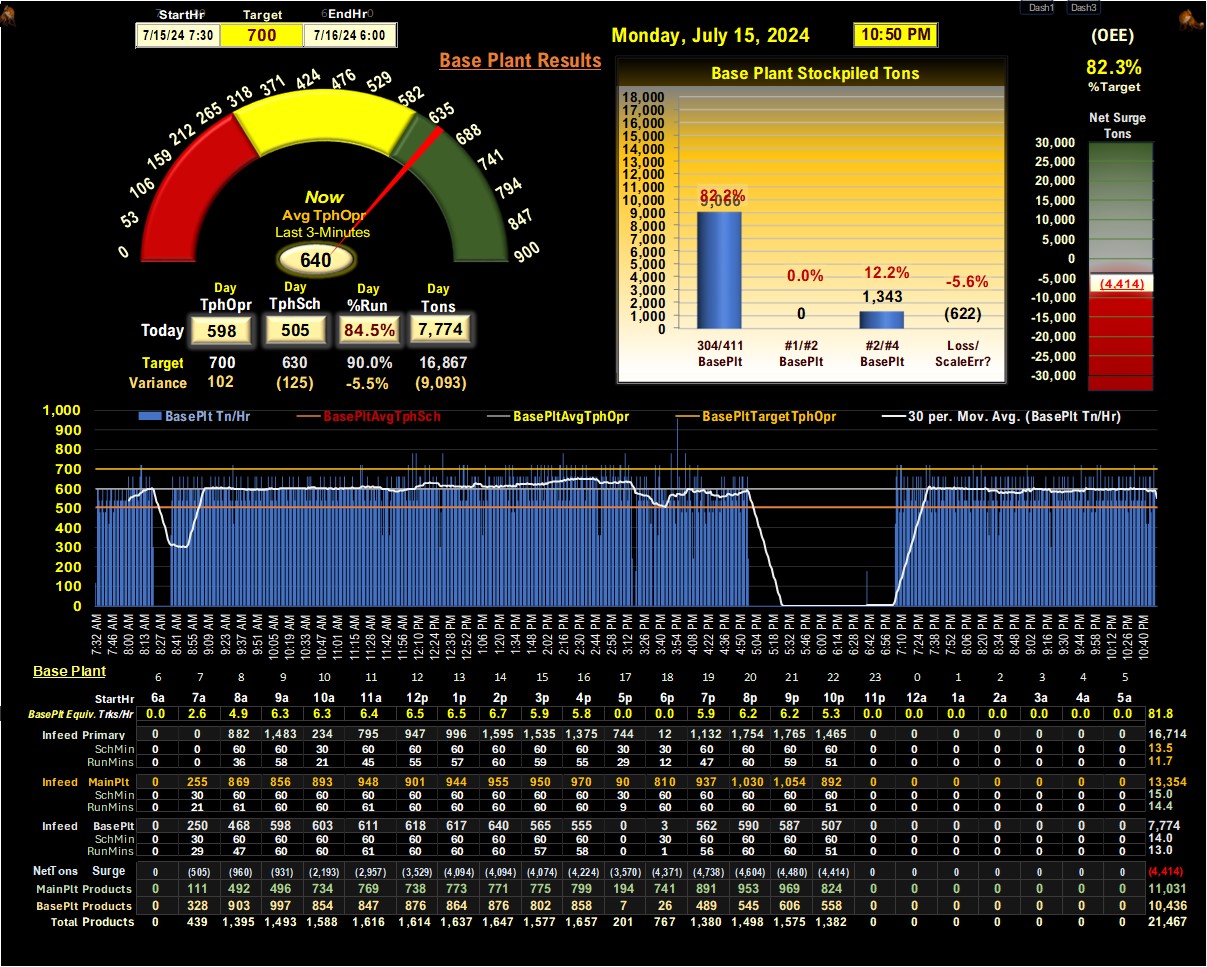 Dash1 Dash3
StartHr Target EndHr
7/15/24 7:30 700 7/16/24 6:00
Monday, July 15, 2024 10:50 PM
(OEE)
82.3%
%Target
Base Plant Results
0 53 106 159 212 265 318 371 424 476 529 582 635 688 741 794 847 900
Now
Avg TphOpr
Last 3-Minutes
640
Day Day Day Day
TphOpr TphSch %Run Tons
Today 598 505 84.5% 7,774
Target 700 630 90.0% 16,867
Variance 102 (125) -5.5% (9,093)
Base Plant Stockpiled Tons
18,000
17,000
16,000
15,000
14,000
13,000
12,000
11,000
10,000
9,000
8,000
7,000
6,000
5,000
4,000
3,000
2,000
1,000
0
82.2% 0.0% 12.2% -5.6%
9,066 0 1,343 (622)
304/411 #1/#2 #2/#4 Loss/
BasePlt BasePlt BasePlt ScaleErr?
Net Surge
Tons
30,000
25,000
20,000
15,000
10,000
5,000
0
-5,000
-10,000
-15,000
-20,000
-25,000
-30,000
(4,414)
BasePlt Tn/Hr BasePltAvgTphSch BasePltAvgTphOpr BasePltTargetTphOpr 30 per. Mov. Avg. (BasePlt Tn/Hr)
1,000
900
800
700
600
500
400
300
200
100
0
7:32 AM 7:46 AM 8:00 AM 8:13 AM 8:27 AM 8:41 AM 8:55 AM 9:09 AM 9:23 AM 9:37 AM 9:51 AM 10:05 AM 10:19 AM 10:33 AM 10:47 AM 11:01 AM 11:15 AM 11:28 AM 11:42 AM 11:56 AM 12:10 PM 12:24 PM 12:38 PM 12:52 PM 1:06 PM 1:20 PM 1:34 PM 1:48 PM 2:02 PM 2:16 PM 2:30 PM 2:44 PM 2:58 PM 3:12 PM 3:26 PM 3:40 PM 3:54 PM 4:08 PM 4:22 PM 4:36 PM 4:50 PM 5:04 PM 5:18 PM 5:32 PM 5:46 PM 6:00 PM 6:14 PM 6:28 PM 6:42 PM 6:56 PM 7:10 PM 7:24 PM 7:38 PM 7:52 PM 8:06 PM 8:20 PM 8:34 PM 8:48 PM 9:02 PM 9:16 PM 9:30 PM 9:44 PM 9:58 PM 10:12 PM 10:26 PM 10:40 PM
Base Plant 6 7 8 9 10 11 12 13 14 15 16 17 18 19 20 21 22 23 0 1 2 3 4 5
StartHr 6a 7a 8a 9a 10a 11a 12p 1p 2p 3p 4p 5p 6p 7p 8p 9p 10p 11p 12a 1a 2a 3a 4a 5a
BasePlt Equiv. Trks/Hr 0.0 2.6 4.9 6.3 6.3 6.4 6.5 6.5 6.7 5.9 5.8 0.0 0.0 5.9 6.2 6.2 5.3 0.0 0.0 0.0 0.0 0.0 0.0 0.0 81.8
Infeed Primary 0 0 882 1,483 234 795 947 996 1,595 1,535 1,375 744 12 1,132 1,754 1,765 1,465 0 0 0 0 0 0 0 16,714
SchMin 0 0 60 60 30 60 60 60 60 60 60 30 30 60 60 60 60 0 0 0 0 0 0 0 13.5
RunMins 0 0 36 58 21 45 55 57 60 59 55 29 12 47 60 59 51 0 0 0 0 0 0 0 11.7
Infeed MainPlt 0 255 869 856 893 948 901 944 955 950 970 90 810 937 1,030 1,054 892 0 0 0 0 0 0 0 13,354
SchMin 0 30 60 60 60 60 60 60 60 60 60 30 60 60 60 60 60 0 0 0 0 0 0 0 15.0
RunMins 0 21 61 60 60 61 60 60 60 60 60 9 60 60 60 60 51 0 0 0 0 0 0 0 14.4
Infeed BasePlt 0 250 468 598 603 611 618 617 640 565 555 0 3 562 590 587 507 0 0 0 0 0 0 0 7,774
SchMin 0 30 60 60 60 60 60 60 60 60 60 0 30 60 60 60 60 0 0 0 0 0 0 0 14.0
RunMins 0 29 47 60 60 61 60 60 60 57 58 0 1 56 60 60 51 0 0 0 0 0 0 0 13.0
NetTons Surge 0 (505) (960) (931) (2,193) (2,957) (3,529) (4,094) (4,094) (4,074) (4,224) (3,570) (4,371) (4,738) (4,604) (4,480) (4,414) 0 0 0 0 0 0 0 (4,414)
MainPlt Products 0 111 492 496 734 769 738 773 771 775 799 194 741 891 953 969 824 0 0 0 0 0 0 0 11,031
BasePlt Products 0 328 903 997 854 847 876 864 876 802 858 7 26 489 545 606 558 0 0 0 0 0 0 0 10,436
Total Products 0 439 1,395 1,493 1,588 1,616 1,614 1,637 1,647 1,577 1,657 201 767 1,380 1,498 1,575 1,382 0 0 0 0 0 0 0 21,467